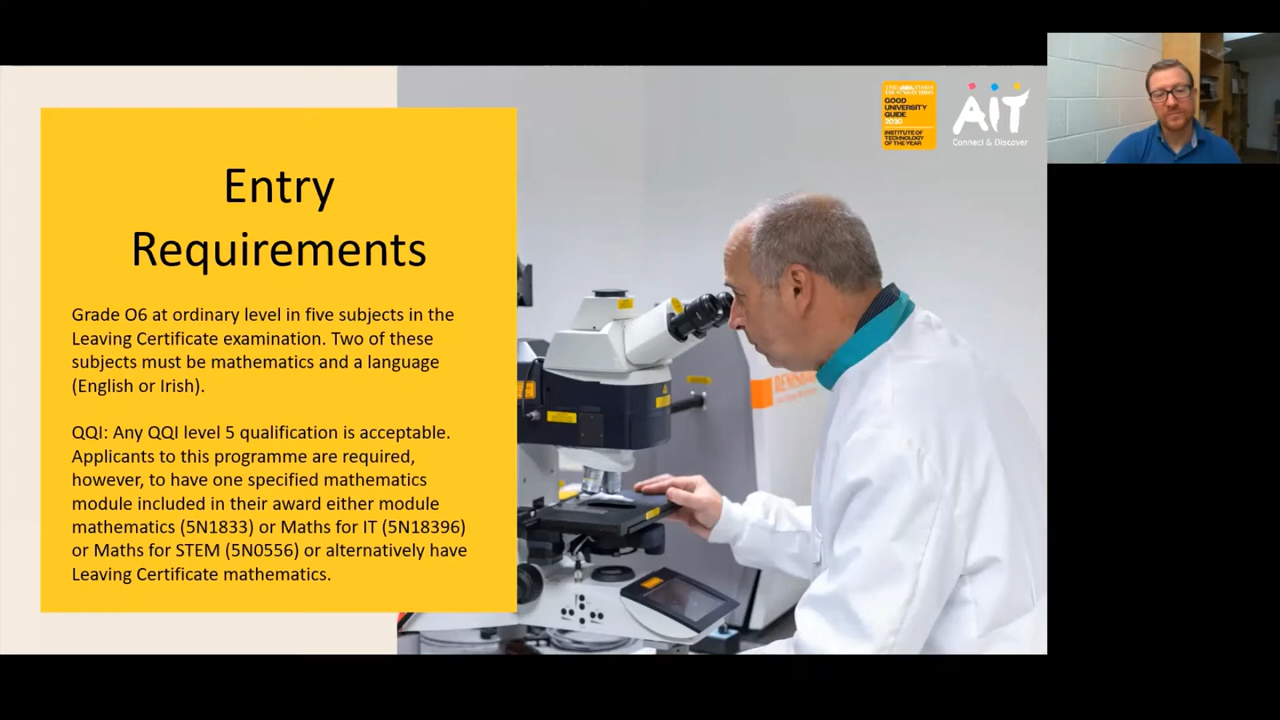 Entry
Requirements
Grade O6 at ordinary level in five subjects in the
Leaving Certificate examination. Two of these
subjects must be mathematics and a language
(English or Irish).
QQI: Any QQI level 5 qualification is acceptable.
Applicants to this programme are required,
however, to have one specified mathematics
module included in their award either module
mathematics (5N1833) or Maths for IT (5N18396)
or Maths for STEM (5N0556) or alternatively have
Leaving Certificate mathematics.
GOOD
UNIVERSITY
GUIDE
2020
INSTITUTE OF
TECHNOLOGY
OF THE YEAR
AIT
Connect & Discover